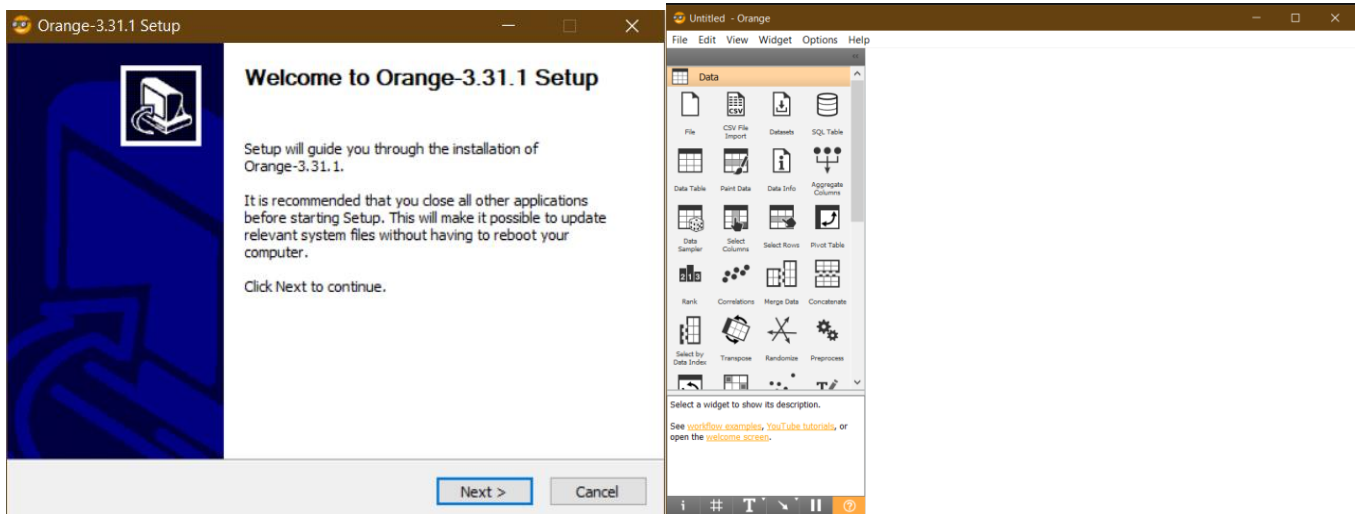 Orange-3.31.1 Setup
Welcome to Orange-3.31.1 Setup
Setup will guide you through the installation of
Orange-3.31.1.
It is recommended that you close all other applications
before starting Setup. This will make it possible to update
relevant system files without having to reboot your
computer.
Click Next to continue.
Next >
Cancel
Untitled - Orange
File Edit View Widget Options Help
Data
CSV
File
CSV File
Import
Datasets
SQL Table
Data Table
Paint Data
Data Info
Aggregate
Columns
Data
Sampler
Select
Columns
Select Rows
Pivot Table
2 1 3
Rank
Correlations
Merge Data
Concatenate
Select by
Data Index
Transpose
Randomize
Preprocess
Select a widget to show its description.
See workflow examples, YouTube tutorials, or
open the welcome screen.
i # T ?